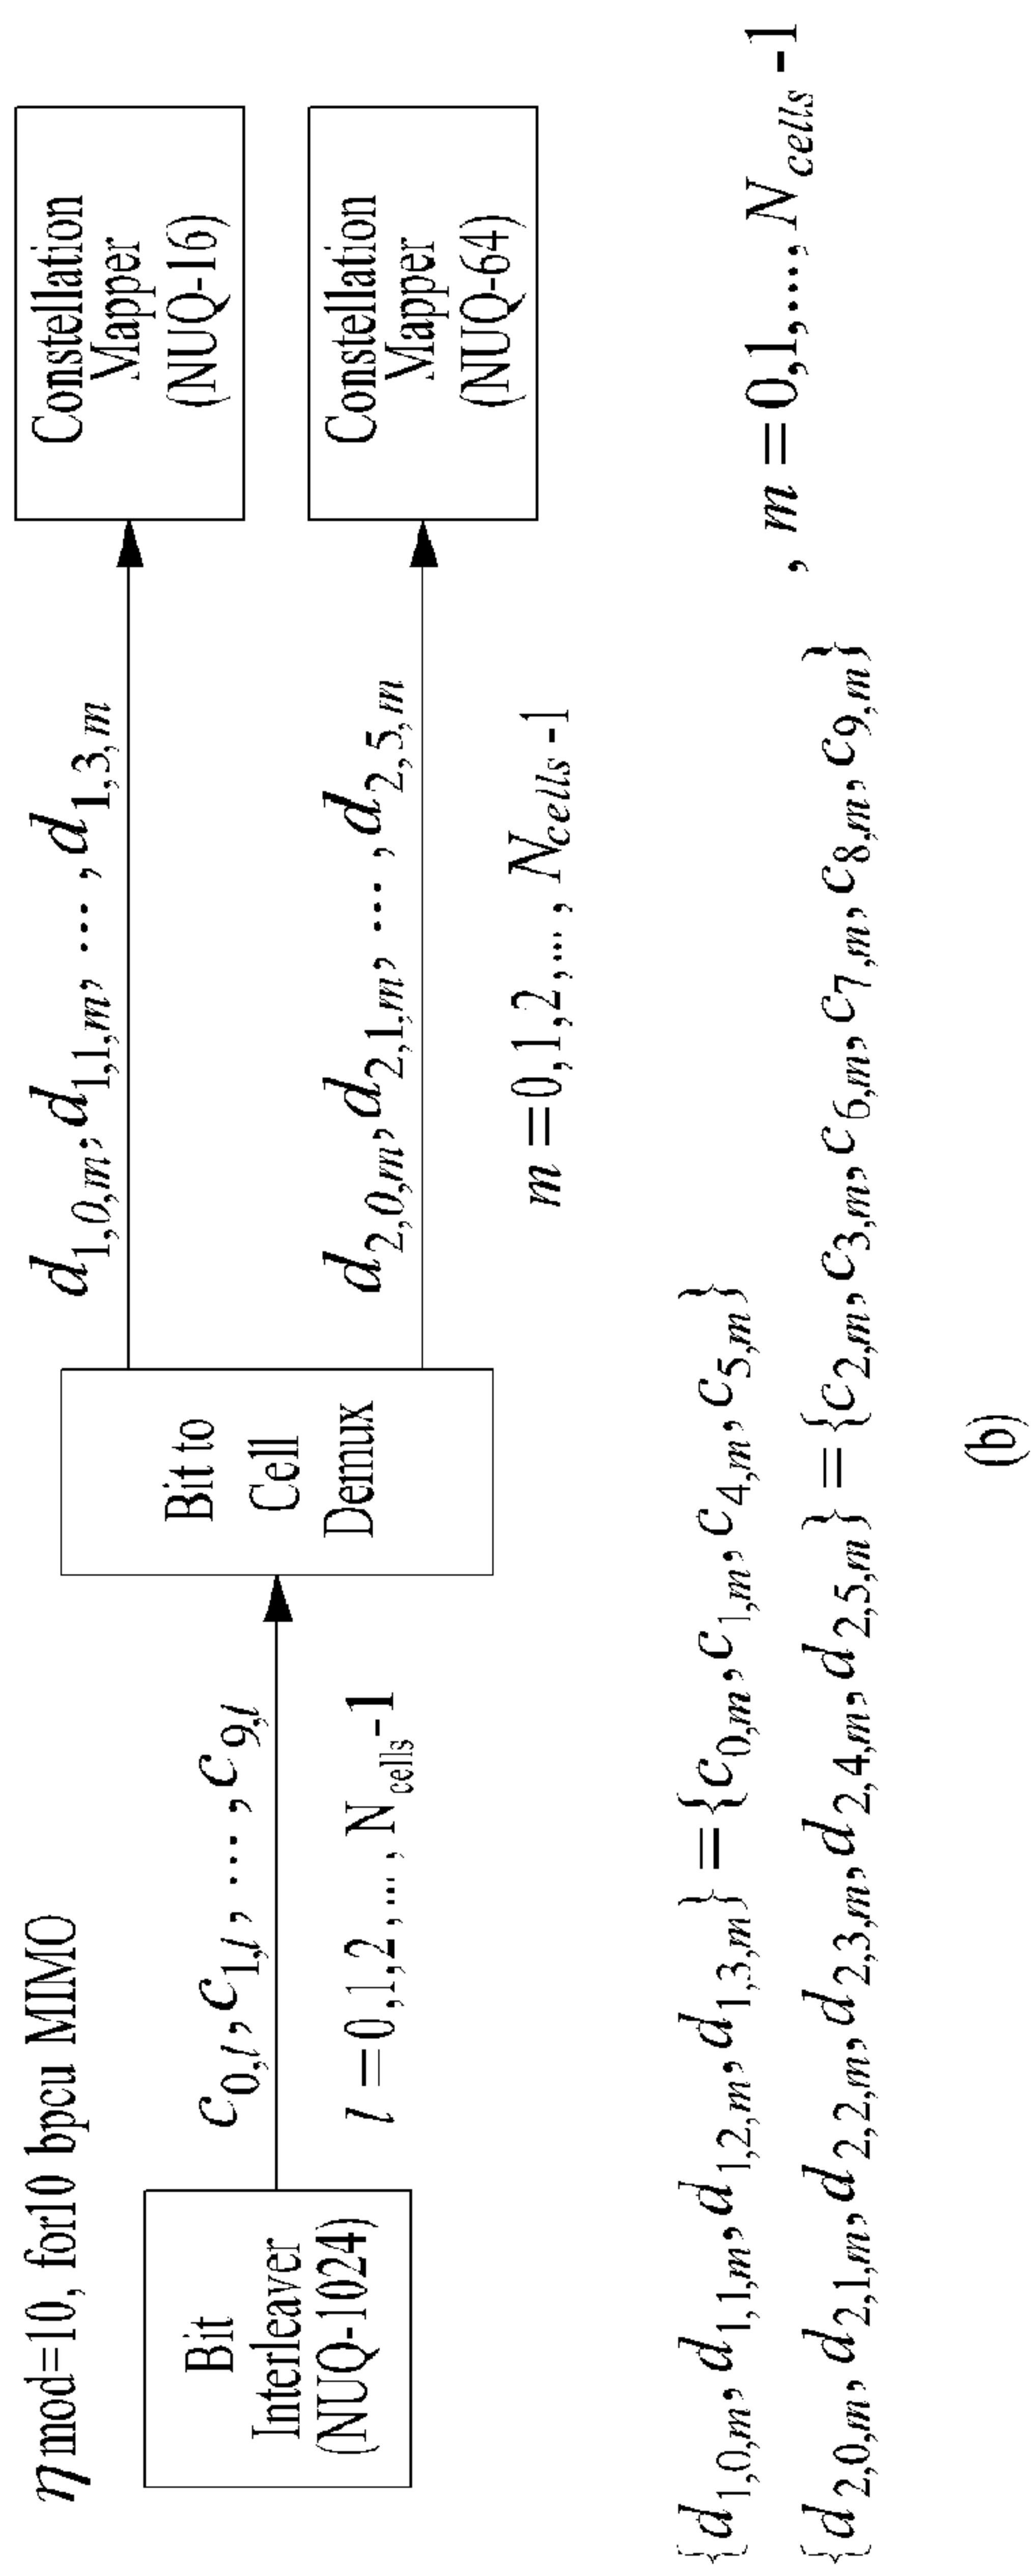 η mod=10, for10 bpcu MIMO
Bit
Interleaver
(NUQ-1024)
c0,l, c1,l, ..., c9,l
l = 0,1,2,..., Ncells-1
Bit to
Cell
Demux
d1,0,m, d1,1,m, ..., d1,3,m
d2,0,m, d2,1,m, ..., d2,5,m
m = 0,1,2,..., Ncells-1
Constellation
Mapper
(NUQ-16)
Constellation
Mapper
(NUQ-64)
{d1,0,m, d1,1,m, d1,2,m, d1,3,m} = {c0,m, c1,m, c4,m, c5,m}
{d2,0,m, d2,1,m, d2,2,m, d2,3,m, d2,4,m, d2,5,m} = {c2,m, c3,m, c6,m, c7,m, c8,m, c9,m}
, m = 0,1,..., Ncells -1
(b)